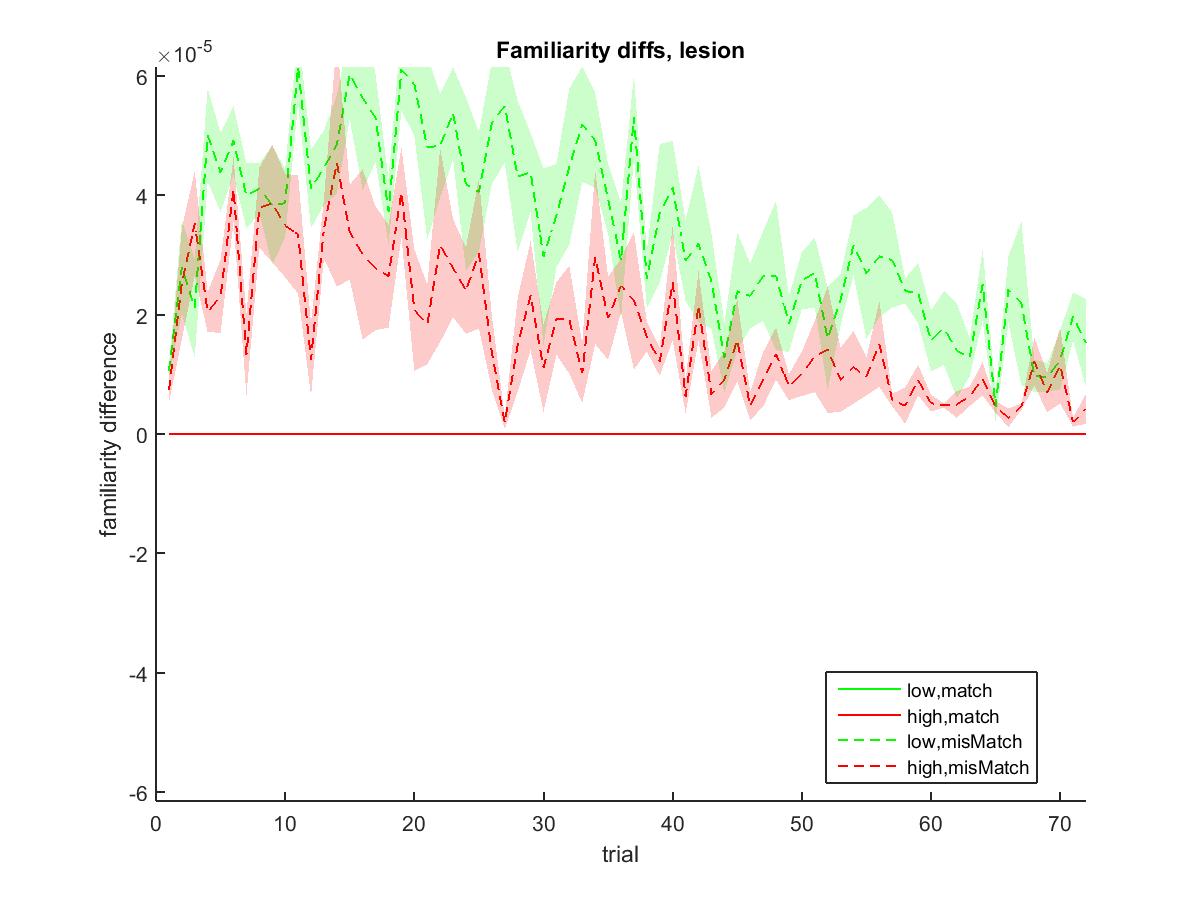 Familiarity diffs, lesion
×10-5
6
4
2
0
-2
-4
-6
familiarity difference
0 10 20 30 40 50 60 70
trial
low,match
high,match
low,misMatch
high,misMatch